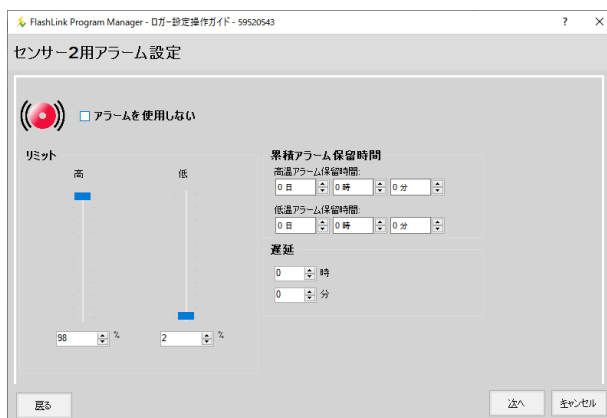 FlashLink Program Manager - ロガー設定操作ガイド - 59520543
センサー2用アラーム設定
アラームを使用しない
リミット
高
低
98 %
2 %
累積アラーム保留時間
高温アラーム保留時間:
0 日 0 時 0 分
低温アラーム保留時間:
0 日 0 時 0 分
遅延
0 時
0 分
戻る
次へ
キャンセル